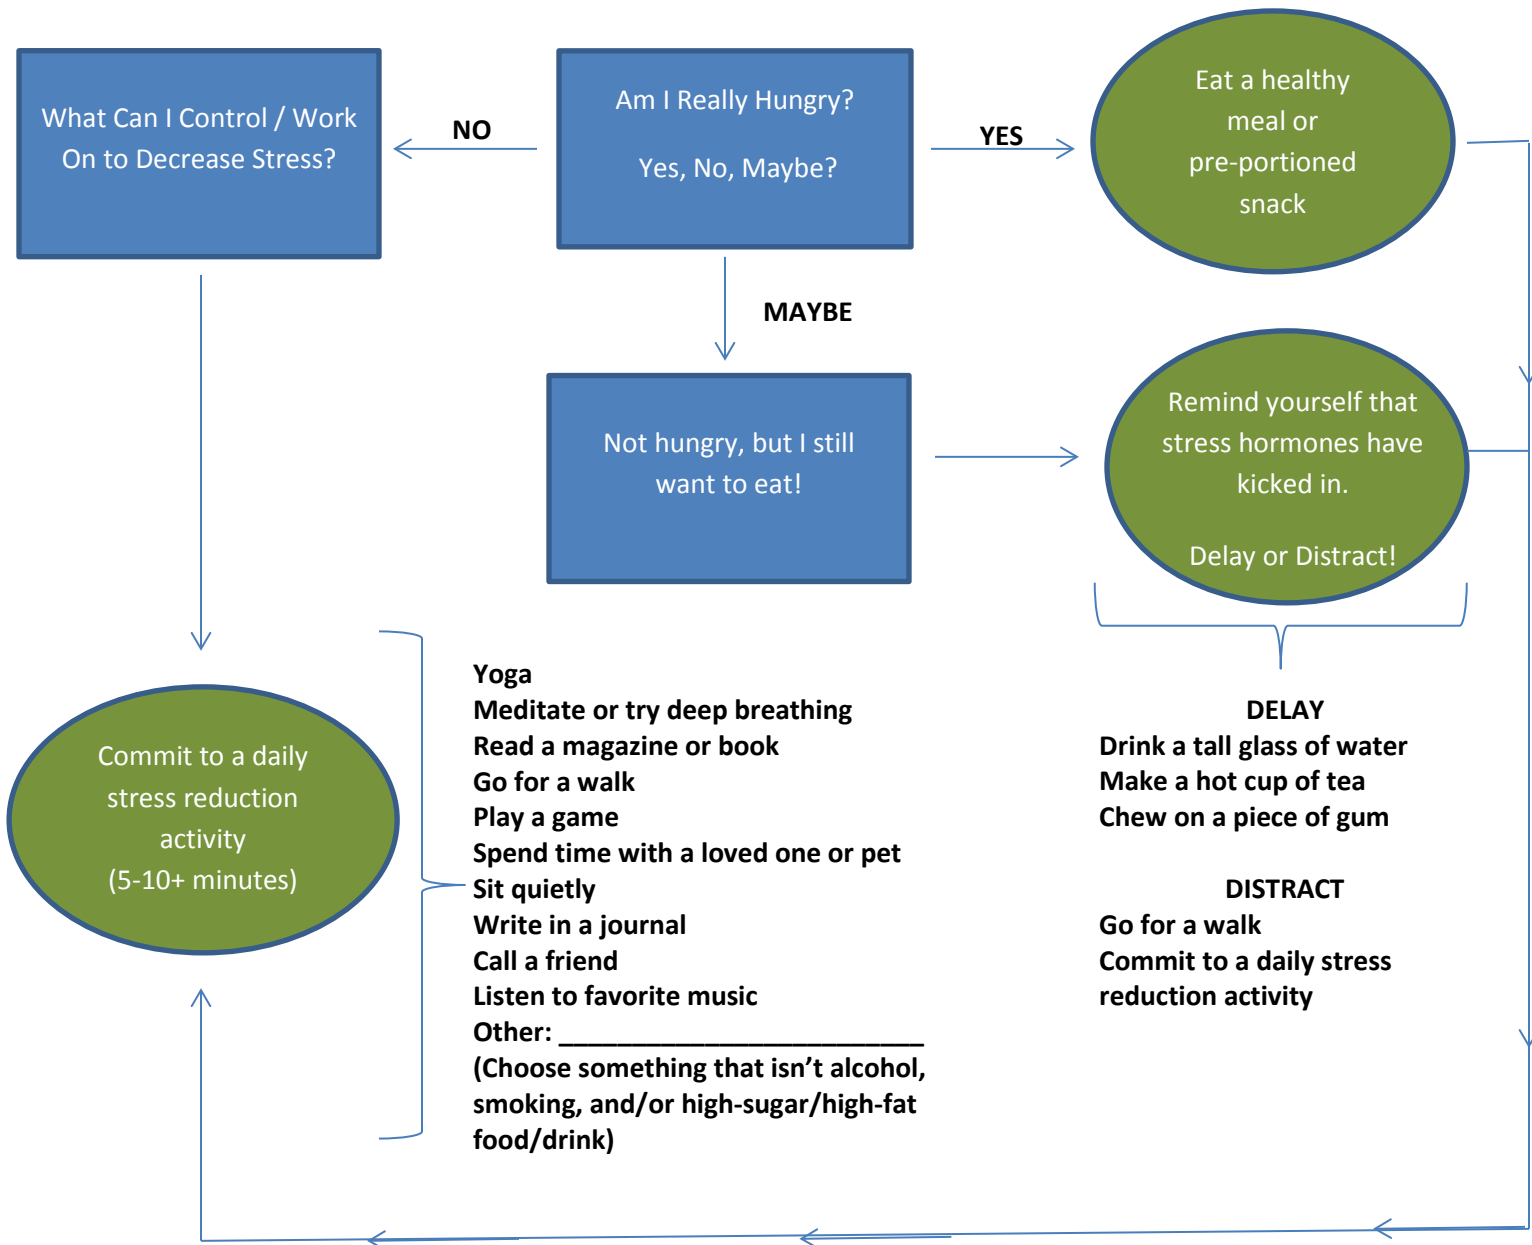 What Can I Control / Work
On to Decrease Stress?
NO
Am I Really Hungry?
Yes, No, Maybe?
YES
Eat a healthy
meal or
pre-portioned
snack
MAYBE
Not hungry, but I still
want to eat!
Remind yourself that
stress hormones have
kicked in.
Delay or Distract!
Commit to a daily
stress reduction
activity
(5-10+ minutes)
Yoga
Meditate or try deep breathing
Read a magazine or book
Go for a walk
Play a game
Spend time with a loved one or pet
Sit quietly
Write in a journal
Call a friend
Listen to favorite music
Other: __________________________
(Choose something that isn’t alcohol,
smoking, and/or high-sugar/high-fat
food/drink)
DELAY
Drink a tall glass of water
Make a hot cup of tea
Chew on a piece of gum
DISTRACT
Go for a walk
Commit to a daily stress
reduction activity